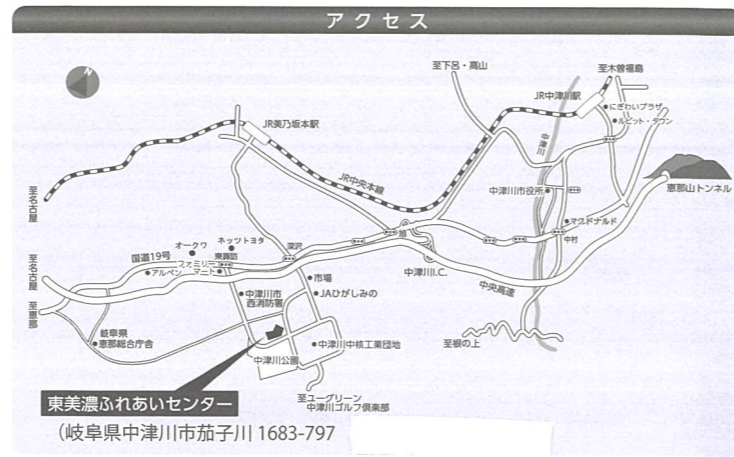 アクセス
N
至下呂・高山
至木曽福島
JR中津川駅
にぎわいプラザ
ルビット・タウン
JR美乃坂本駅
中津川
JR中央本線
中津川市役所
恵那山トンネル
至名古屋
マクドナルド
中村
旭
ネッツトヨタ
オークワ
東諏訪
深沢
国道19号
ファミリーマート
アルペン
中津川I.C.
中央高速
至名古屋
至恵那
市場
中津川市
西消防署
JAひがしみの
岐阜県
恵那総合庁舎
中津川中核工業団地
至根の上
中津川公園
至ユーグリーン
中津川ゴルフ倶楽部
東美濃ふれあいセンター
(岐阜県中津川市茄子川 1683-797